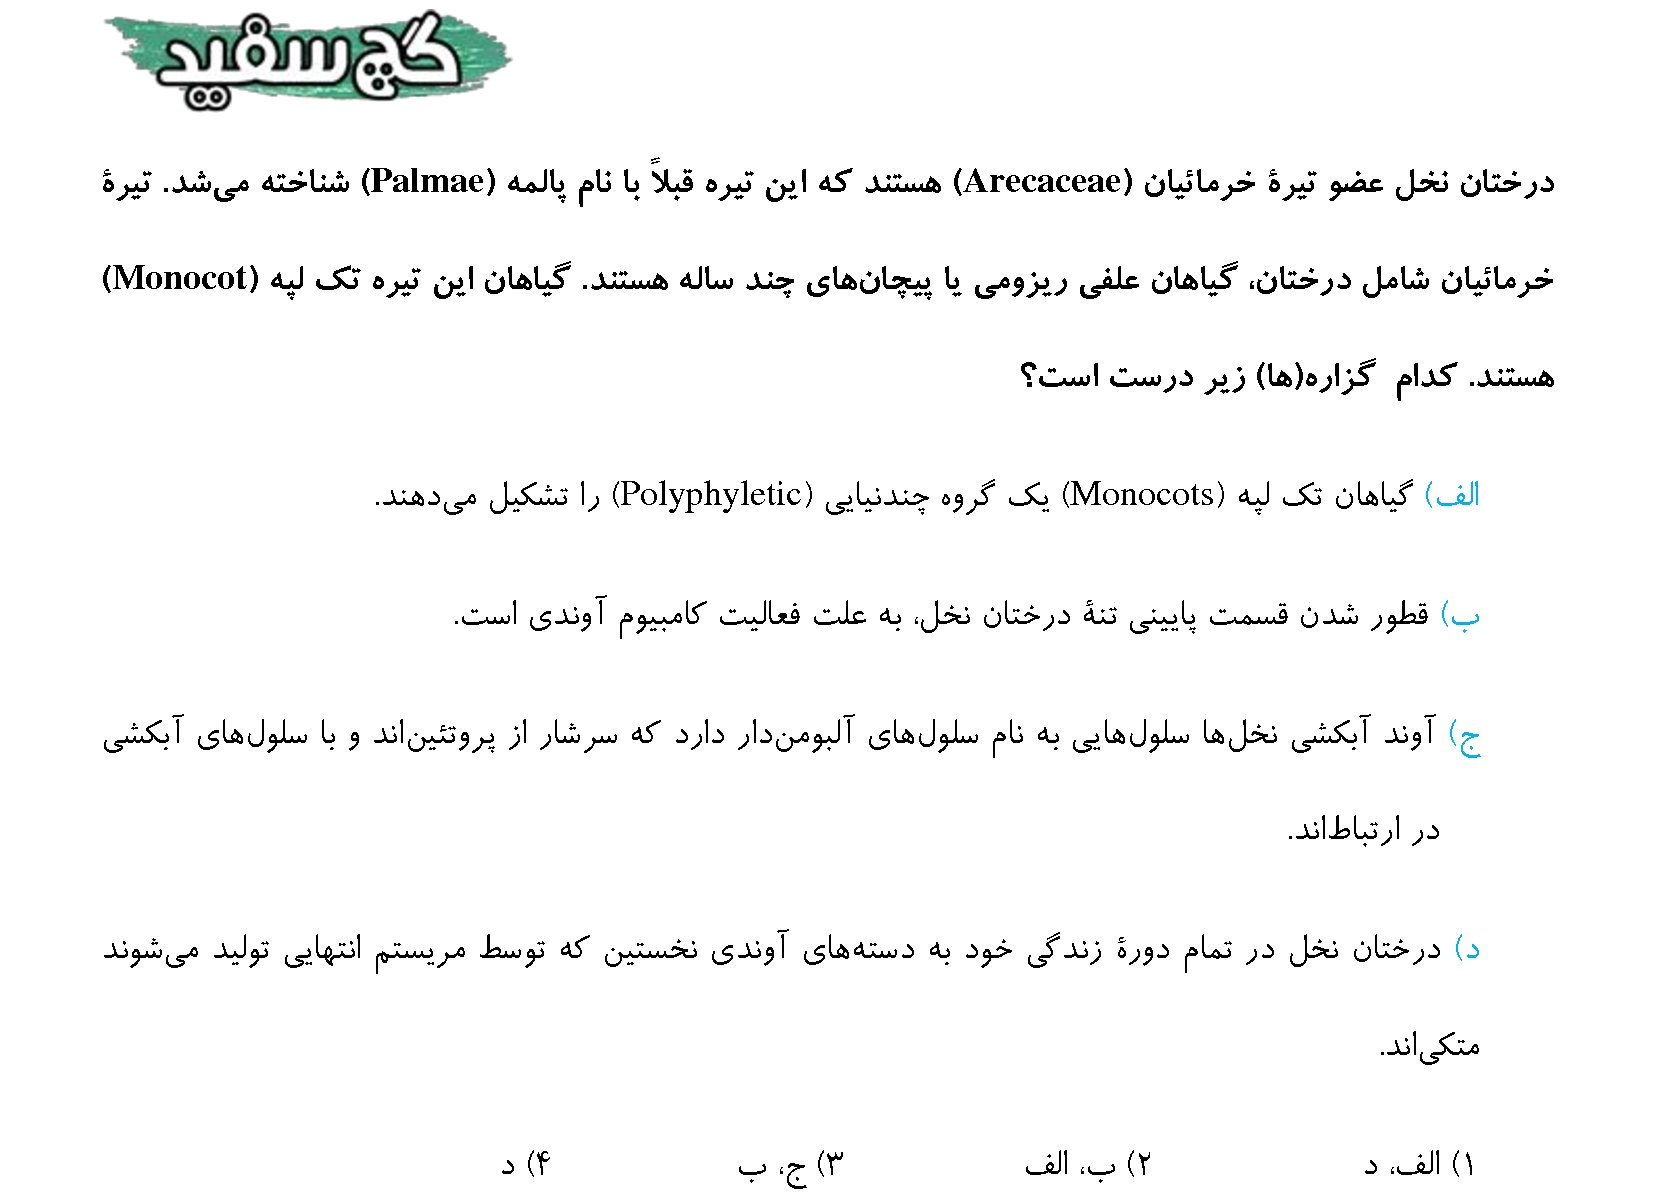 گچ سفید
درختان نخل عضو تیرهٔ خرمائیان (Arecaceae) هستند که این تیره قبلاً با نام پالمه (Palmae) شناخته می‌شد. تیرهٔ
خرمائیان شامل درختان، گیاهان علفی ریزومی یا پیچان‌های چند ساله هستند. گیاهان این تیره تک لپه (Monocot)
هستند. کدام گزاره(ها) زیر درست است؟
الف) گیاهان تک لپه (Monocots) یک گروه چندنیایی (Polyphyletic) را تشکیل می‌دهند.
ب) قطور شدن قسمت پایینی تنهٔ درختان نخل، به علت فعالیت کامبیوم آوندی است.
ج) آوند آبکشی نخل‌ها سلول‌هایی به نام سلول‌های آلبومن‌دار دارد که سرشار از پروتئین‌اند و با سلول‌های آبکشی
در ارتباط‌اند.
د) درختان نخل در تمام دورهٔ زندگی خود به دسته‌های آوندی نخستین که توسط مریستم انتهایی تولید می‌شوند
متکی‌اند.
۱) الف، د ۲) ب، الف ۳) ج، ب ۴) د